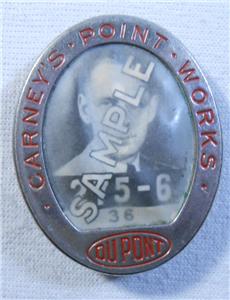 · CARNEY'S · POINT · WORKS ·
SAMPLE
5-6
36
DU PONT